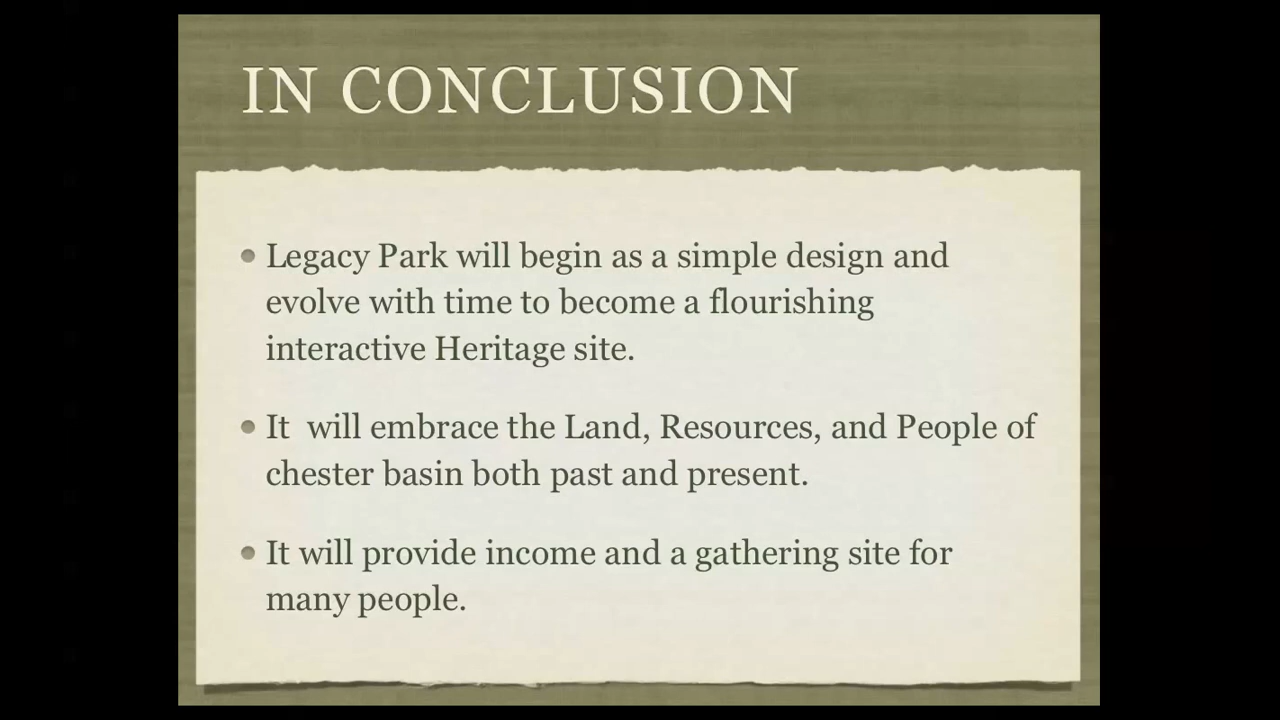 IN CONCLUSION
Legacy Park will begin as a simple design and
evolve with time to become a flourishing
interactive Heritage site.
It  will embrace the Land, Resources, and People of
chester basin both past and present.
It will provide income and a gathering site for
many people.